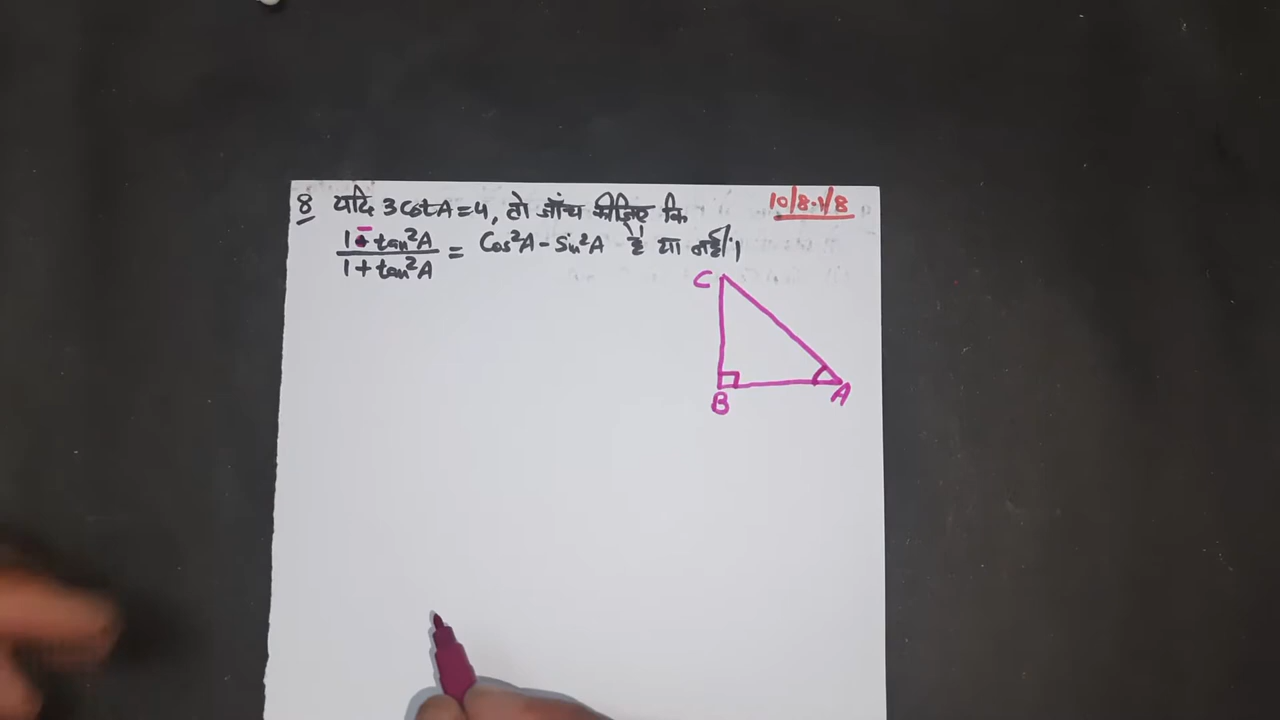 8 यदि 3 cot A = 4, तो जाँच कीजिए कि 10/8.1/8
1 - tan²A
———— = Cos²A - Sin²A है या नहीं।
1 + tan²A
C
B A